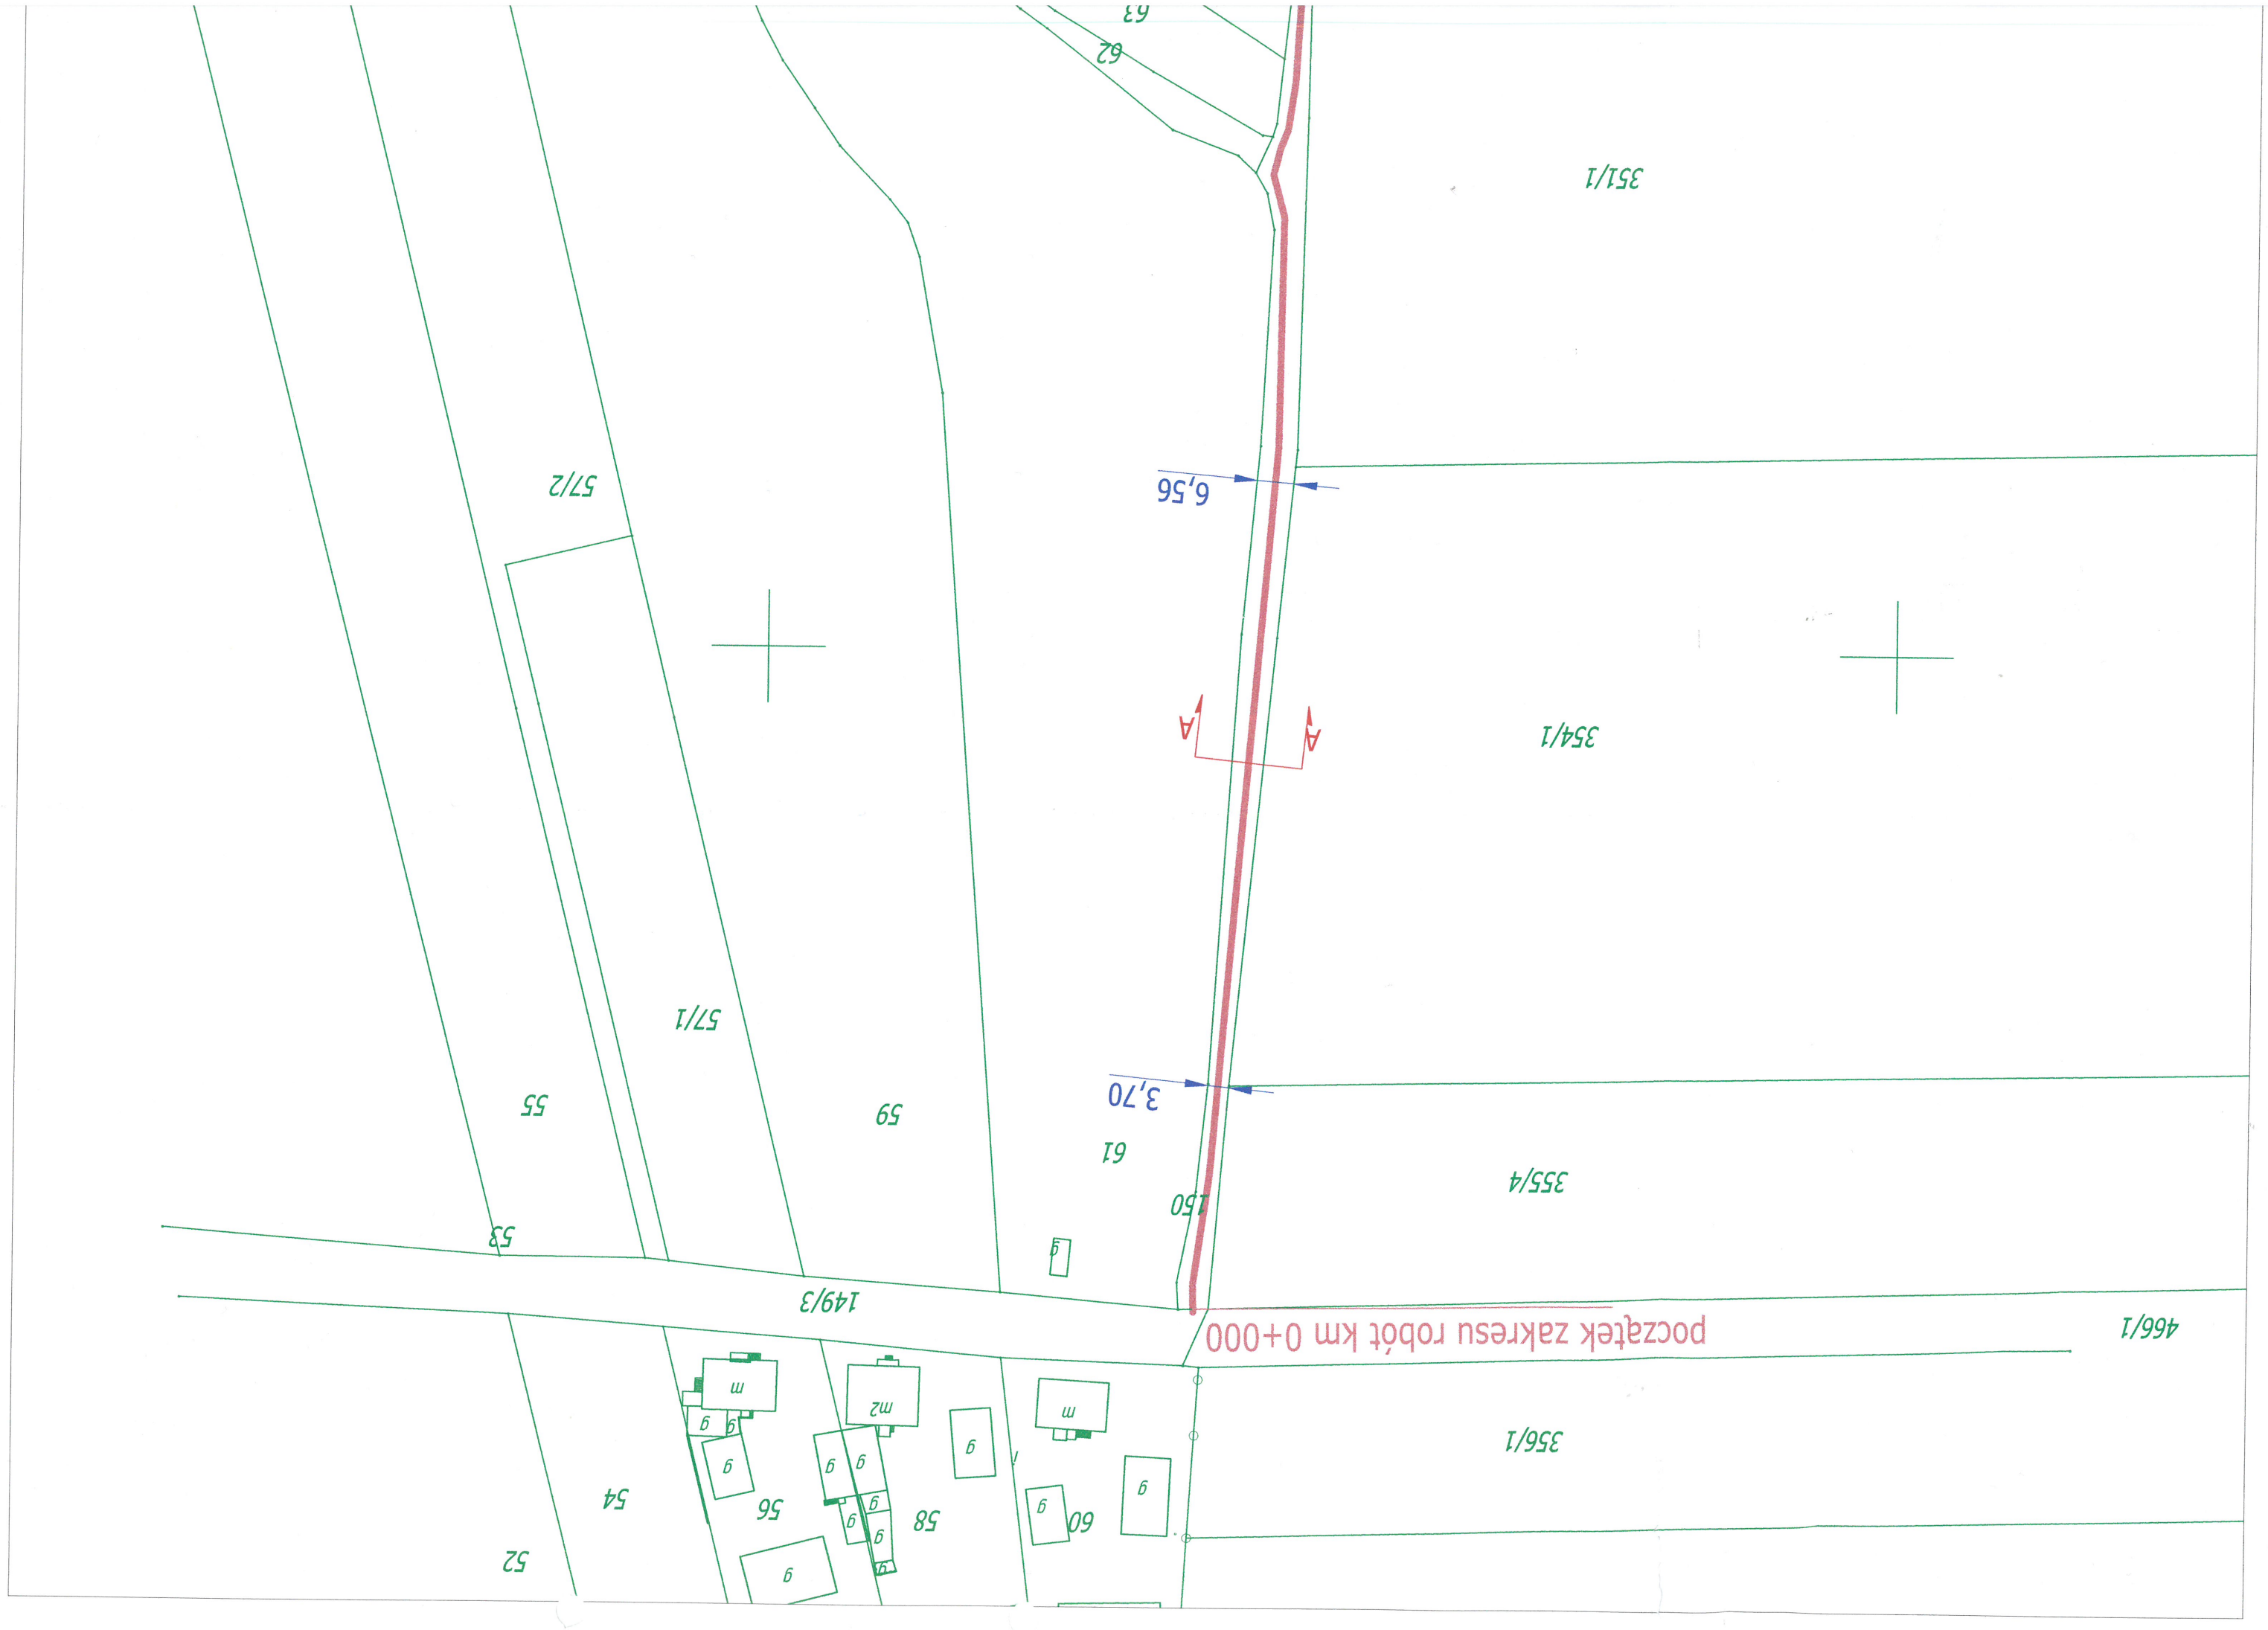 52
g
g
g
g
60
58
56
54
g
g
g
g
g
g
i
g
356/1
g
g
m
m2
m
466/1
początek zakresu robót km 0+000
149/3
g
53
150
355/4
61
59
55
3,70
57/1
354/1
A
A
6,56
57/2
351/1
62
63